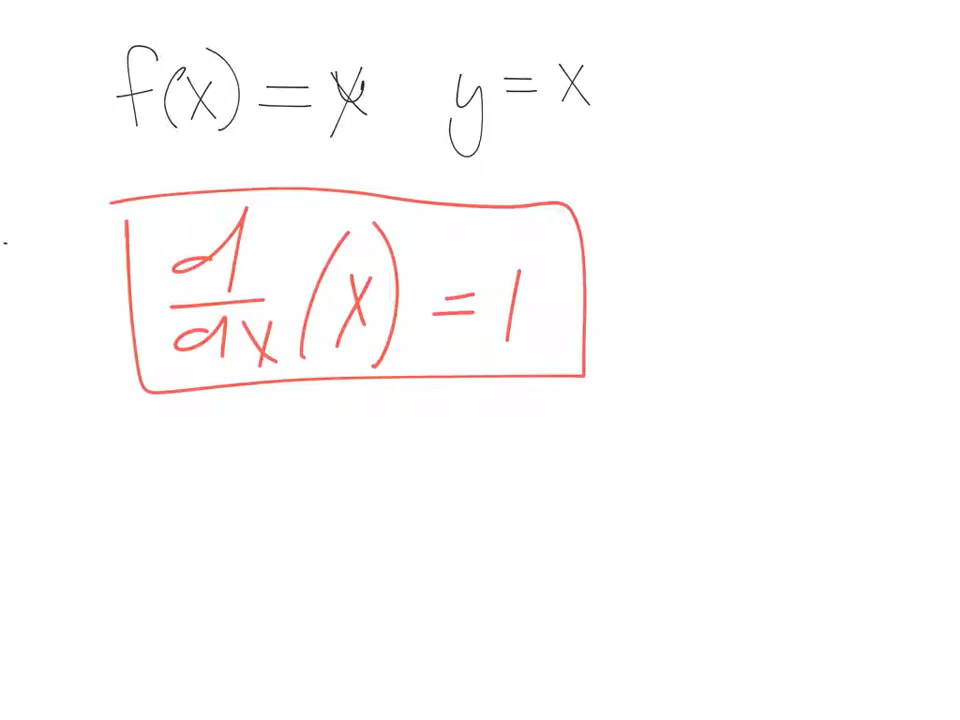 f(x) = x y = x
d/dx (x) = 1